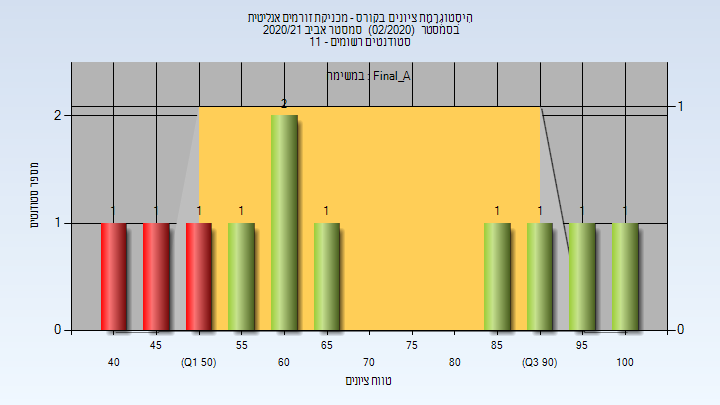 היסטוגרמת ציונים בקורס - מכניקת זורמים אנליטית
בסמסטר (02/2020) סמסטר אביב 2020/21
סטודנטים רשומים - 11
במשימה : Final_A
מספר סטודנטים
2
1
0
1
0
1 1 1 1 2 1 1 1 1 1
45 55 65 75 85 95
40 (Q1 50) 60 70 80 (Q3 90) 100
טווח ציונים